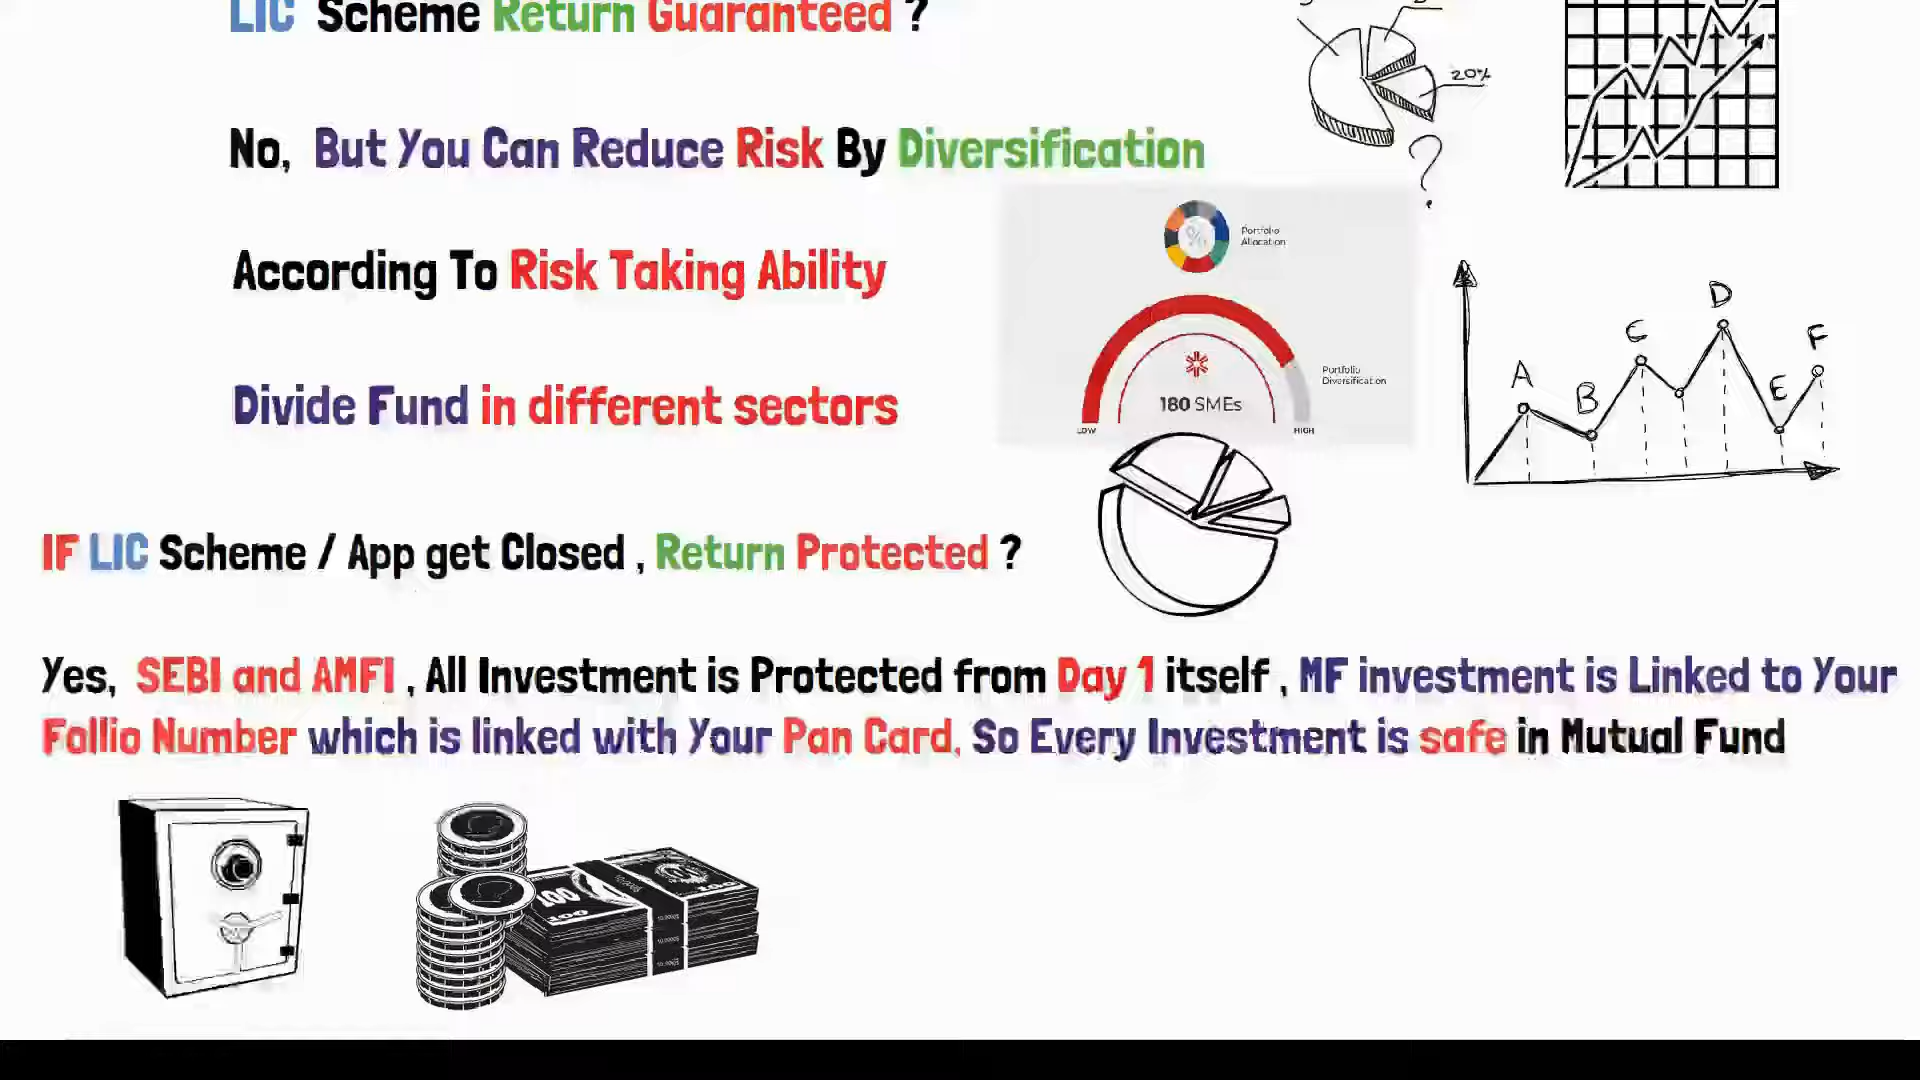 LIC Scheme Return Guaranteed ?
20%
No, But You Can Reduce Risk By Diversification
?
Portfolio
Allocation
%
According To Risk Taking Ability
D
C
F
A
Portfolio
Diversification
E
B
Divide Fund in different sectors
180 SMEs
LOW
HIGH
IF LIC Scheme / App get Closed , Return Protected ?
Yes, SEBI and AMFI , All Investment is Protected from Day 1 itself , MF investment is Linked to Your
Follio Number which is linked with Your Pan Card, So Every Investment is safe in Mutual Fund
100